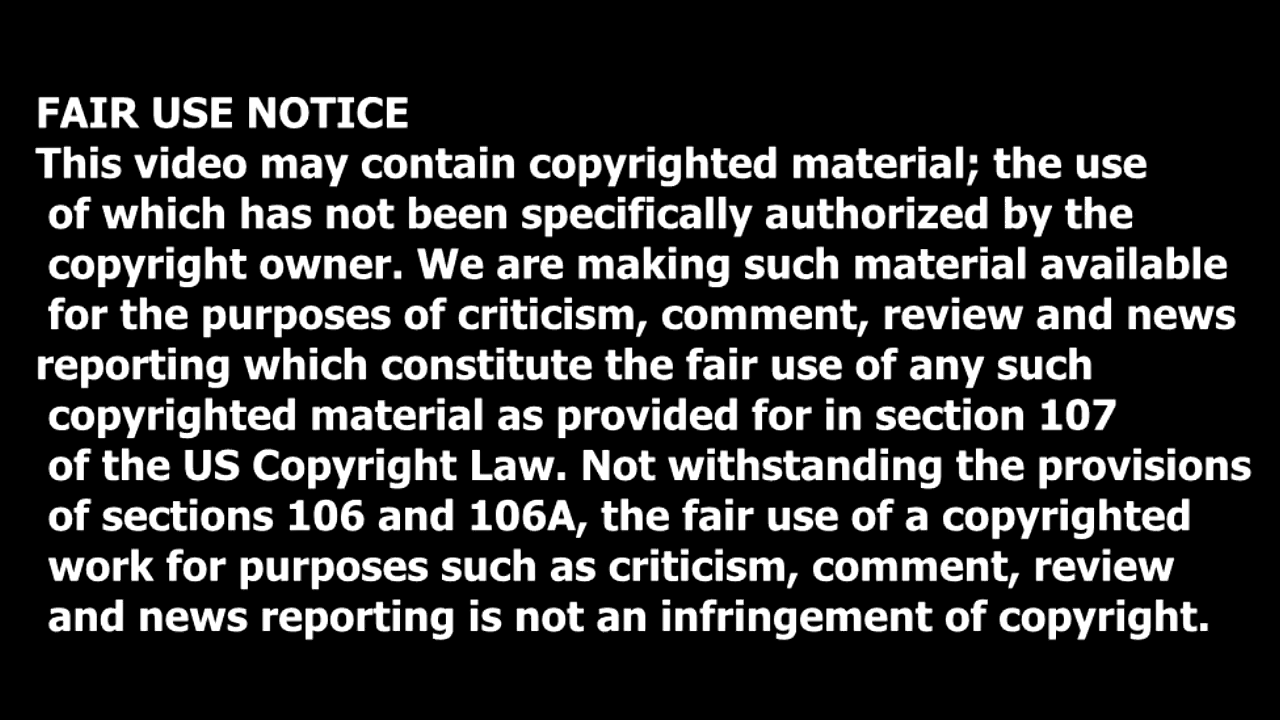 FAIR USE NOTICE
This video may contain copyrighted material; the use
of which has not been specifically authorized by the
copyright owner. We are making such material available
for the purposes of criticism, comment, review and news
reporting which constitute the fair use of any such
copyrighted material as provided for in section 107
of the US Copyright Law. Not withstanding the provisions
of sections 106 and 106A, the fair use of a copyrighted
work for purposes such as criticism, comment, review
and news reporting is not an infringement of copyright.